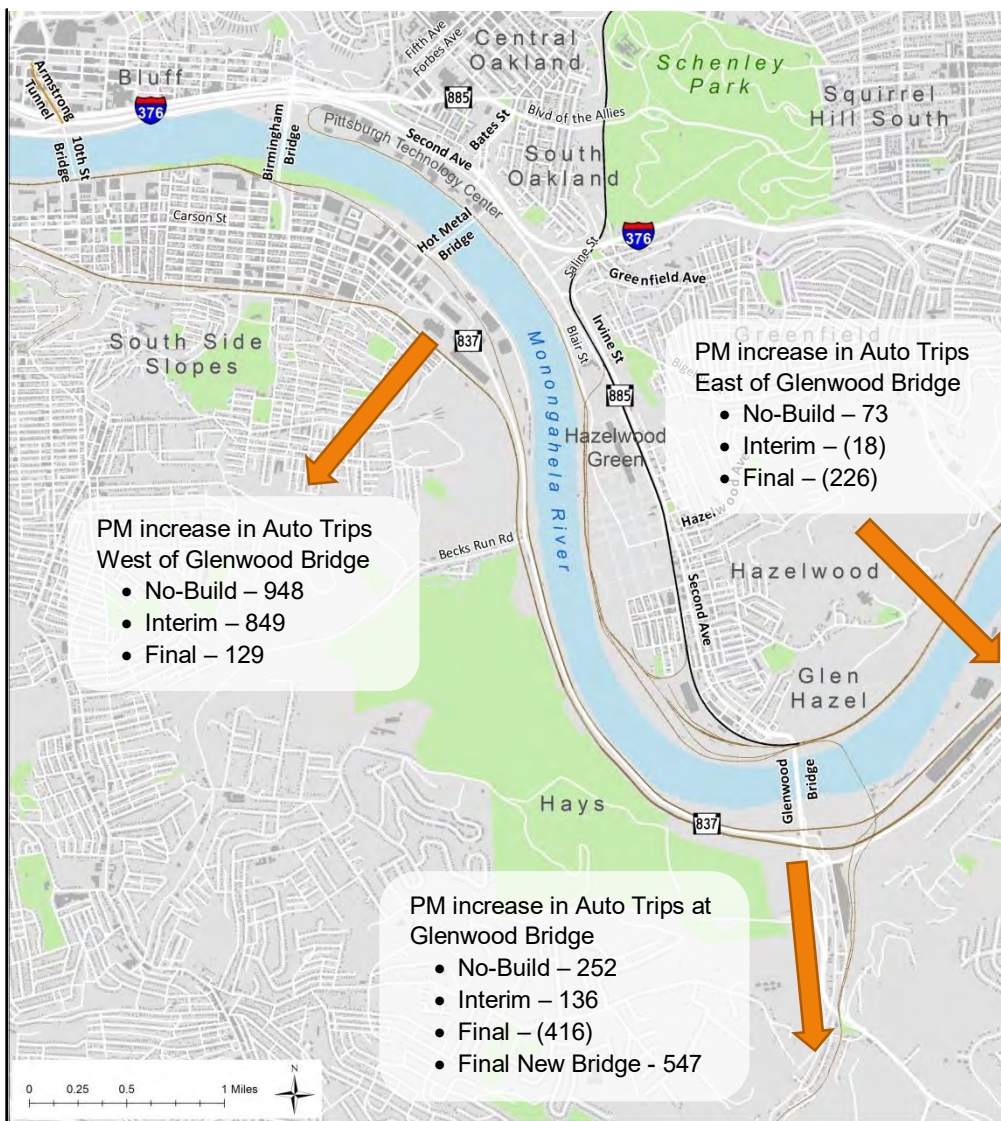 Fifth Ave
Forbes Ave
Central
Oakland
Schenley
Park
Squirrel
Hill South
Bluff
Armstrong
Tunnel
376
885
Blvd of the Allies
Bates St
Second Ave
Pittsburgh Technology Center
South
Oakland
10th St
Bridge
Birmingham
Bridge
Carson St
Hot Metal
Bridge
Saline St
376
Greenfield Ave
Greenfield
South Side
Slopes
837
Monongahela River
Blair St
Irvine St
885
Hazelwood
Green
PM increase in Auto Trips
East of Glenwood Bridge
• No-Build – 73
• Interim – (18)
• Final – (226)
Hazelwood Ave
PM increase in Auto Trips
West of Glenwood Bridge
• No-Build – 948
• Interim – 849
• Final – 129
Becks Run Rd
Second Ave
Hazelwood
Glen
Hazel
Glenwood
Bridge
Hays
837
PM increase in Auto Trips at
Glenwood Bridge
• No-Build – 252
• Interim – 136
• Final – (416)
• Final New Bridge - 547
0 0.25 0.5 1 Miles
N